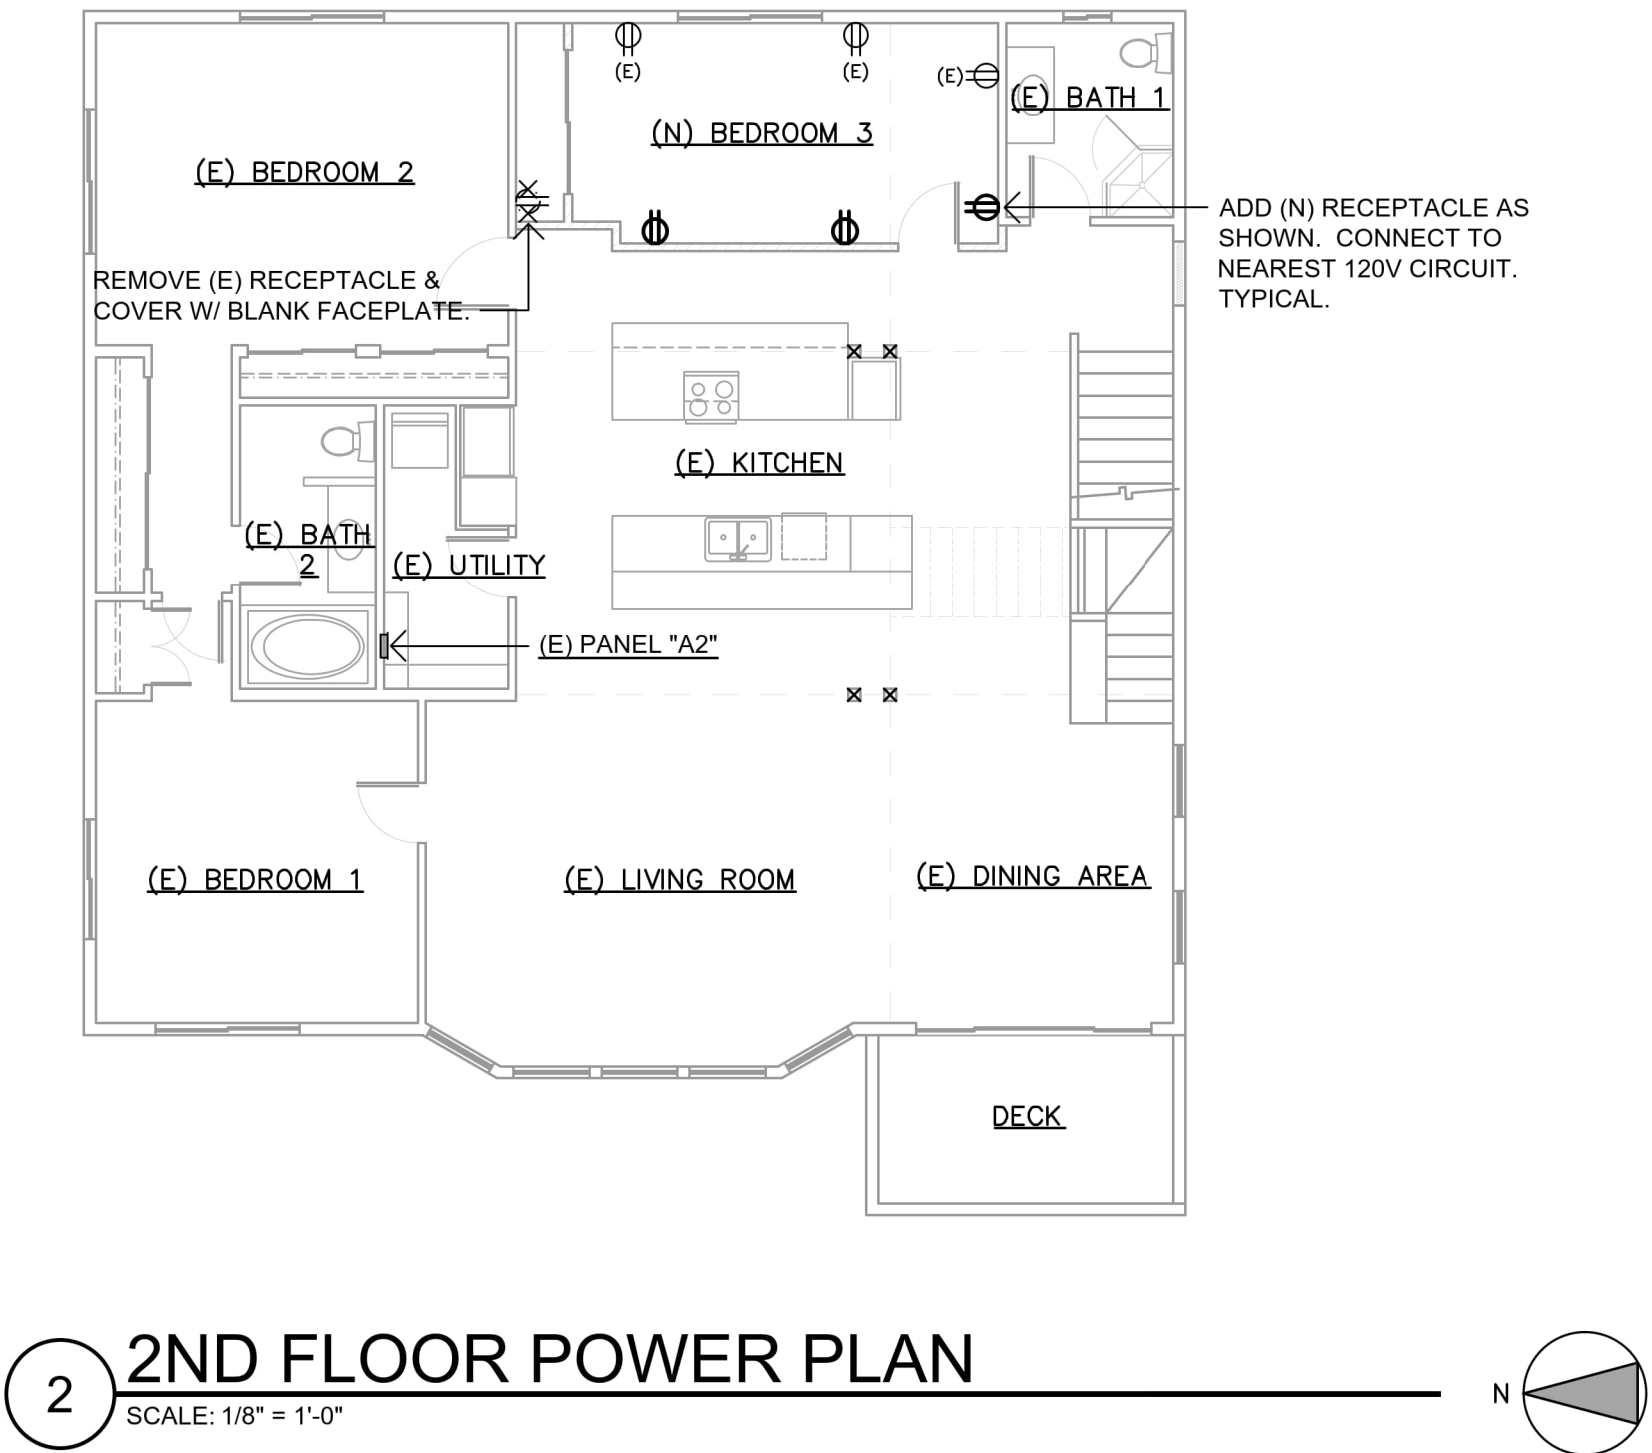 (E)
(E)
(E)
(E) BATH 1
(N) BEDROOM 3
(E) BEDROOM 2
ADD (N) RECEPTACLE AS
SHOWN. CONNECT TO
NEAREST 120V CIRCUIT.
TYPICAL.
REMOVE (E) RECEPTACLE &
COVER W/ BLANK FACEPLATE.
(E) KITCHEN
(E) BATH
2
(E) UTILITY
(E) PANEL "A2"
(E) BEDROOM 1
(E) LIVING ROOM
(E) DINING AREA
DECK
2
2ND FLOOR POWER PLAN
SCALE: 1/8" = 1'-0"
N